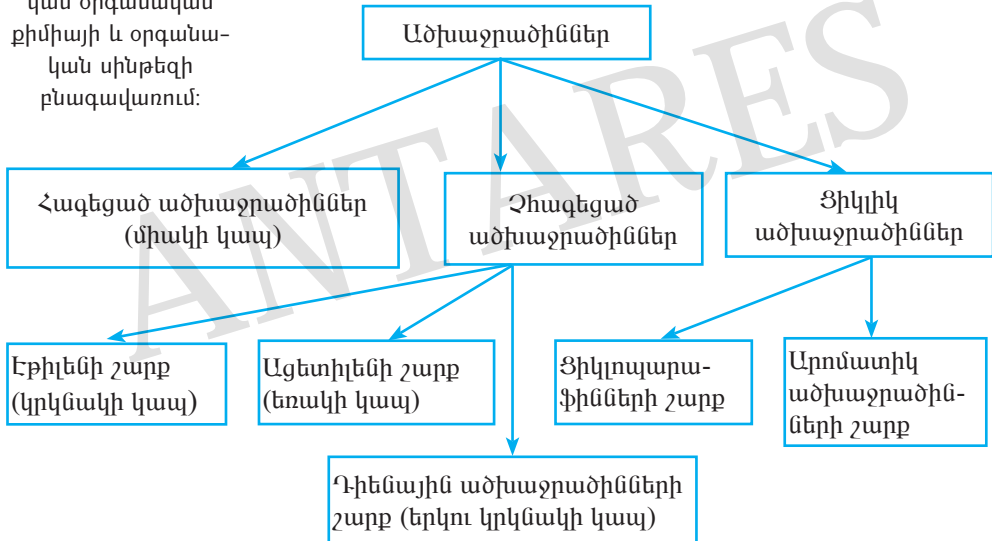 կան օրգանական
քիմիայի և օրգանա-
կան սինթեզի
բնագավառում:
Ածխաջրածիններ
Հագեցած ածխաջրածիններ
(միակի կապ)
Չհագեցած
ածխաջրածիններ
Ցիկլիկ
ածխաջրածիններ
Էթիլենի շարք
(կրկնակի կապ)
Ացետիլենի շարք
(եռակի կապ)
Ցիկլոպարա-
ֆինների շարք
Արոմատիկ
ածխաջրածին-
ների շարք
Դիենային ածխաջրածինների
շարք (երկու կրկնակի կապ)
ANTARES